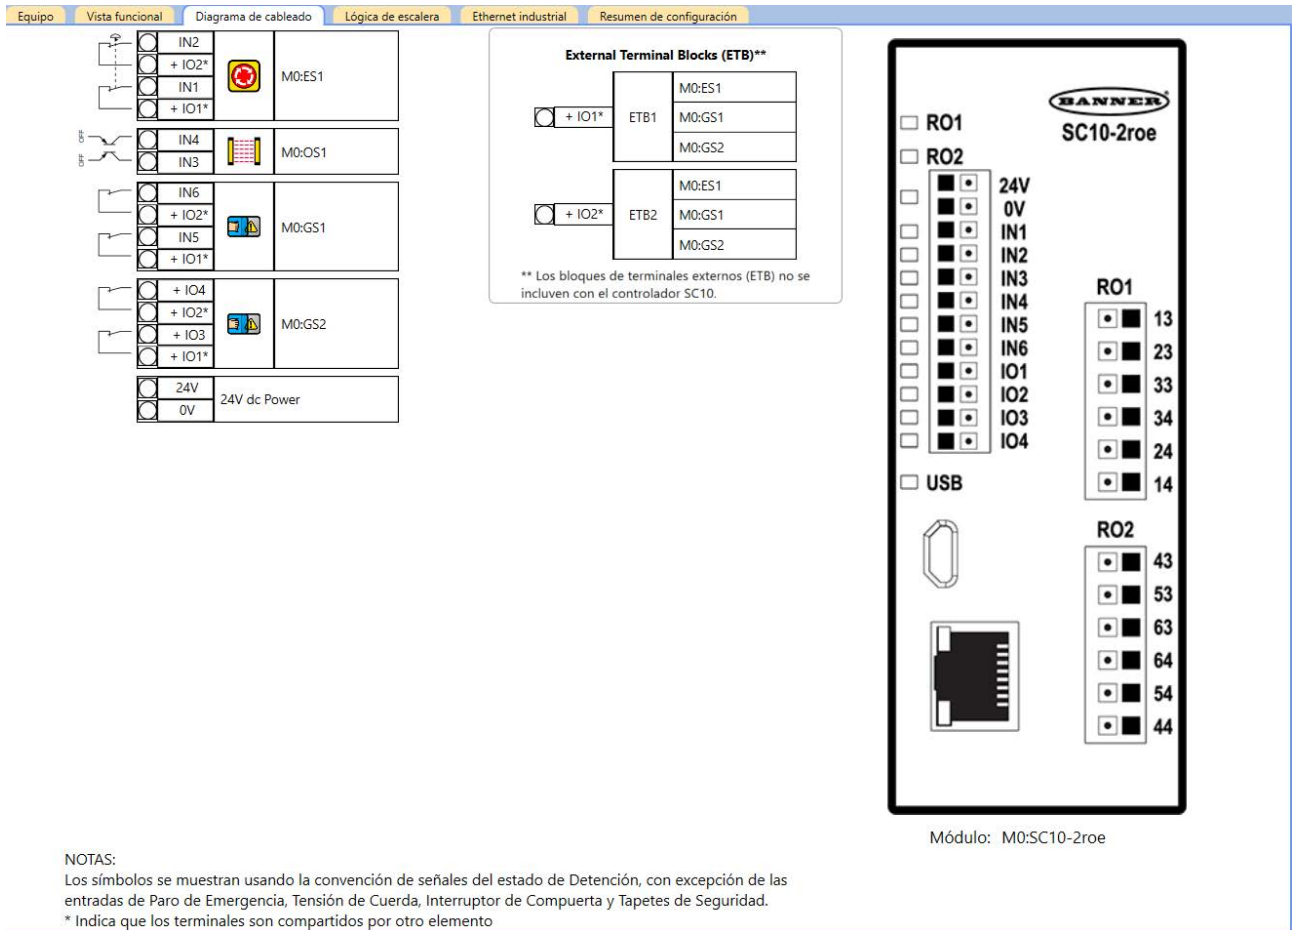 Equipo
Vista funcional
Diagrama de cableado
Lógica de escalera
Ethernet industrial
Resumen de configuración
IN2
+ IO2*
IN1
+ IO1*
M0:ES1
OFF
IN4
OFF
IN3
M0:OS1
IN6
+ IO2*
IN5
+ IO1*
M0:GS1
+ IO4
+ IO2*
+ IO3
+ IO1*
M0:GS2
24V
0V
24V dc Power
External Terminal Blocks (ETB)**
+ IO1*
ETB1
M0:ES1
M0:GS1
M0:GS2
+ IO2*
ETB2
M0:ES1
M0:GS1
M0:GS2
** Los bloques de terminales externos (ETB) no se
incluyen con el controlador SC10.
BANNER
SC10-2roe
RO1
RO2
24V
0V
IN1
IN2
IN3
IN4
IN5
IN6
IO1
IO2
IO3
IO4
USB
RO1
13
23
33
34
24
14
RO2
43
53
63
64
54
44
Módulo: M0:SC10-2roe
NOTAS:
Los símbolos se muestran usando la convención de señales del estado de Detención, con excepción de las
entradas de Paro de Emergencia, Tensión de Cuerda, Interruptor de Compuerta y Tapetes de Seguridad.
* Indica que los terminales son compartidos por otro elemento